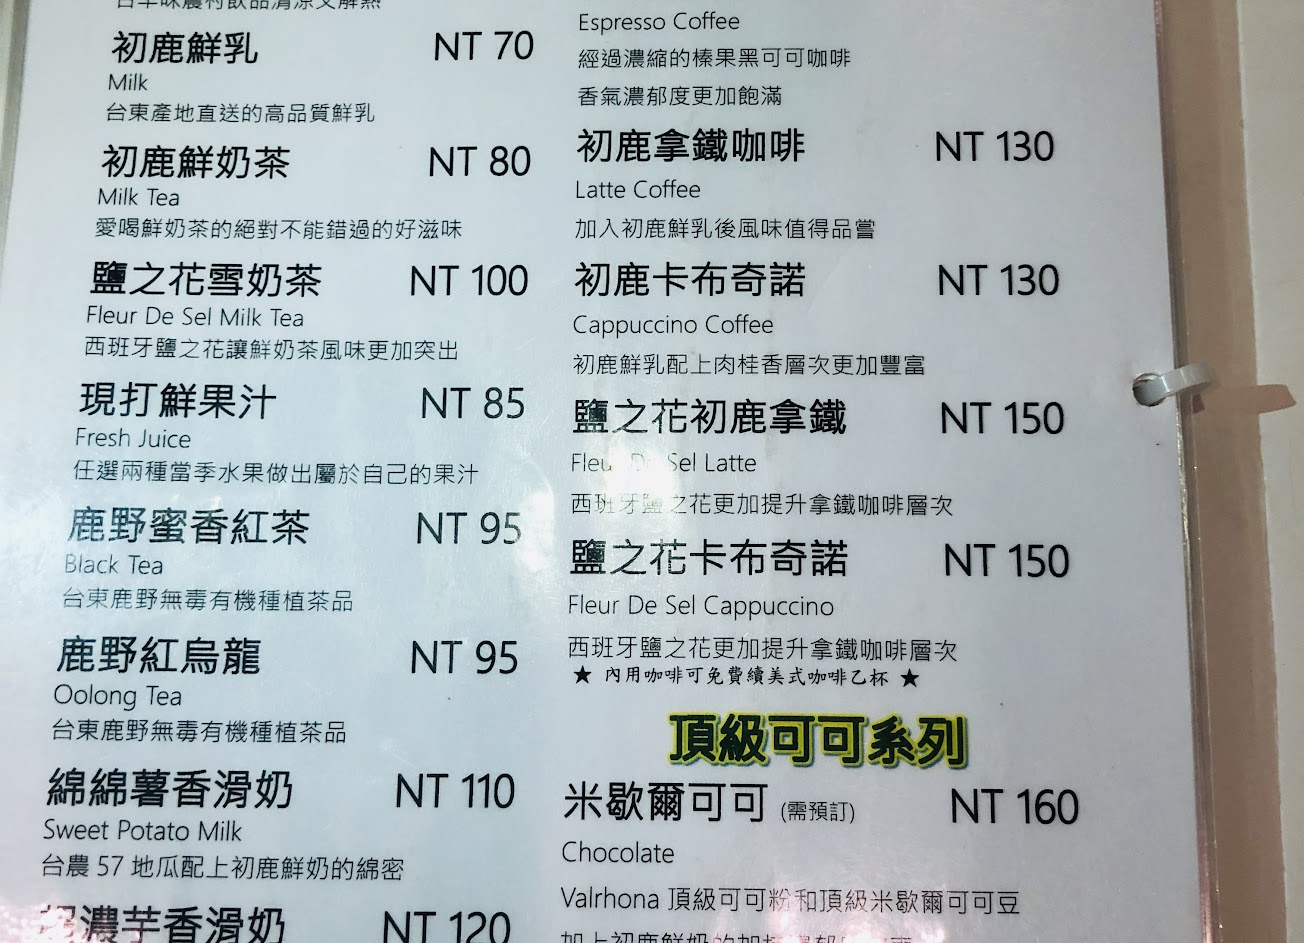 初鹿鮮乳 NT 70
Milk
台東產地直送的高品質鮮乳
初鹿鮮奶茶 NT 80
Milk Tea
愛喝鮮奶茶的絕對不能錯過的好滋味
鹽之花雪奶茶 NT 100
Fleur De Sel Milk Tea
西班牙鹽之花讓鮮奶茶風味更加突出
現打鮮果汁 NT 85
Fresh Juice
任選兩種當季水果做出屬於自己的果汁
鹿野蜜香紅茶 NT 95
Black Tea
台東鹿野無毒有機種植茶品
鹿野紅烏龍 NT 95
Oolong Tea
台東鹿野無毒有機種植茶品
綿綿薯香滑奶 NT 110
Sweet Potato Milk
台農 57 地瓜配上初鹿鮮奶的綿密
濃芋香滑奶 NT 120
Espresso Coffee
經過濃縮的榛果黑可可咖啡
香氣濃郁度更加飽滿
初鹿拿鐵咖啡 NT 130
Latte Coffee
加入初鹿鮮乳後風味值得品嘗
初鹿卡布奇諾 NT 130
Cappuccino Coffee
初鹿鮮乳配上肉桂香層次更加豐富
鹽之花初鹿拿鐵 NT 150
Fleur De Sel Latte
西班牙鹽之花更加提升拿鐵咖啡層次
鹽之花卡布奇諾 NT 150
Fleur De Sel Cappuccino
西班牙鹽之花更加提升拿鐵咖啡層次
★ 內用咖啡可免費續美式咖啡乙杯 ★
頂級可可系列
米歇爾可可 (需預訂) NT 160
Chocolate
Valrhona 頂級可可粉和頂級米歇爾可可豆
加上初鹿鮮奶的加